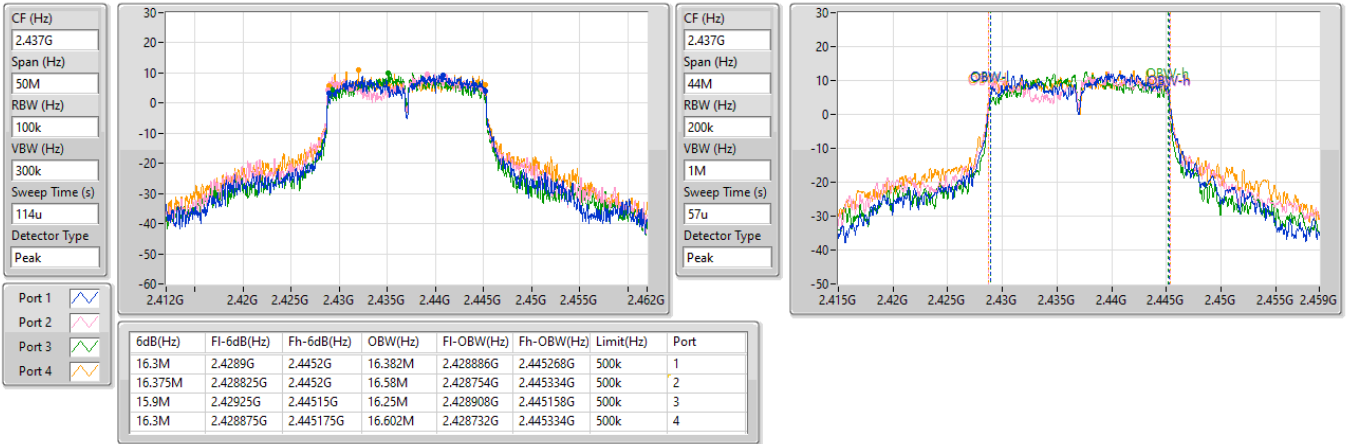 CF (Hz)
2.437G
Span (Hz)
50M
RBW (Hz)
100k
VBW (Hz)
300k
Sweep Time (s)
114u
Detector Type
Peak
30
20
10
0
-10
-20
-30
-40
-50
-60
2.412G 2.42G 2.425G 2.43G 2.435G 2.44G 2.445G 2.45G 2.455G 2.462G
CF (Hz)
2.437G
Span (Hz)
44M
RBW (Hz)
200k
VBW (Hz)
1M
Sweep Time (s)
57u
Detector Type
Peak
30
20
10
0
-10
-20
-30
-40
-50
OBW-l
OBW-h
OBW-h
2.415G 2.42G 2.425G 2.43G 2.435G 2.44G 2.445G 2.45G 2.455G 2.459G
Port 1
Port 2
Port 3
Port 4
6dB(Hz) Fl-6dB(Hz) Fh-6dB(Hz) OBW(Hz) Fl-OBW(Hz) Fh-OBW(Hz) Limit(Hz) Port
16.3M 2.4289G 2.4452G 16.382M 2.428886G 2.445268G 500k 1
16.375M 2.428825G 2.4452G 16.58M 2.428754G 2.445334G 500k 2
15.9M 2.42925G 2.44515G 16.25M 2.428908G 2.445158G 500k 3
16.3M 2.428875G 2.445175G 16.602M 2.428732G 2.445334G 500k 4